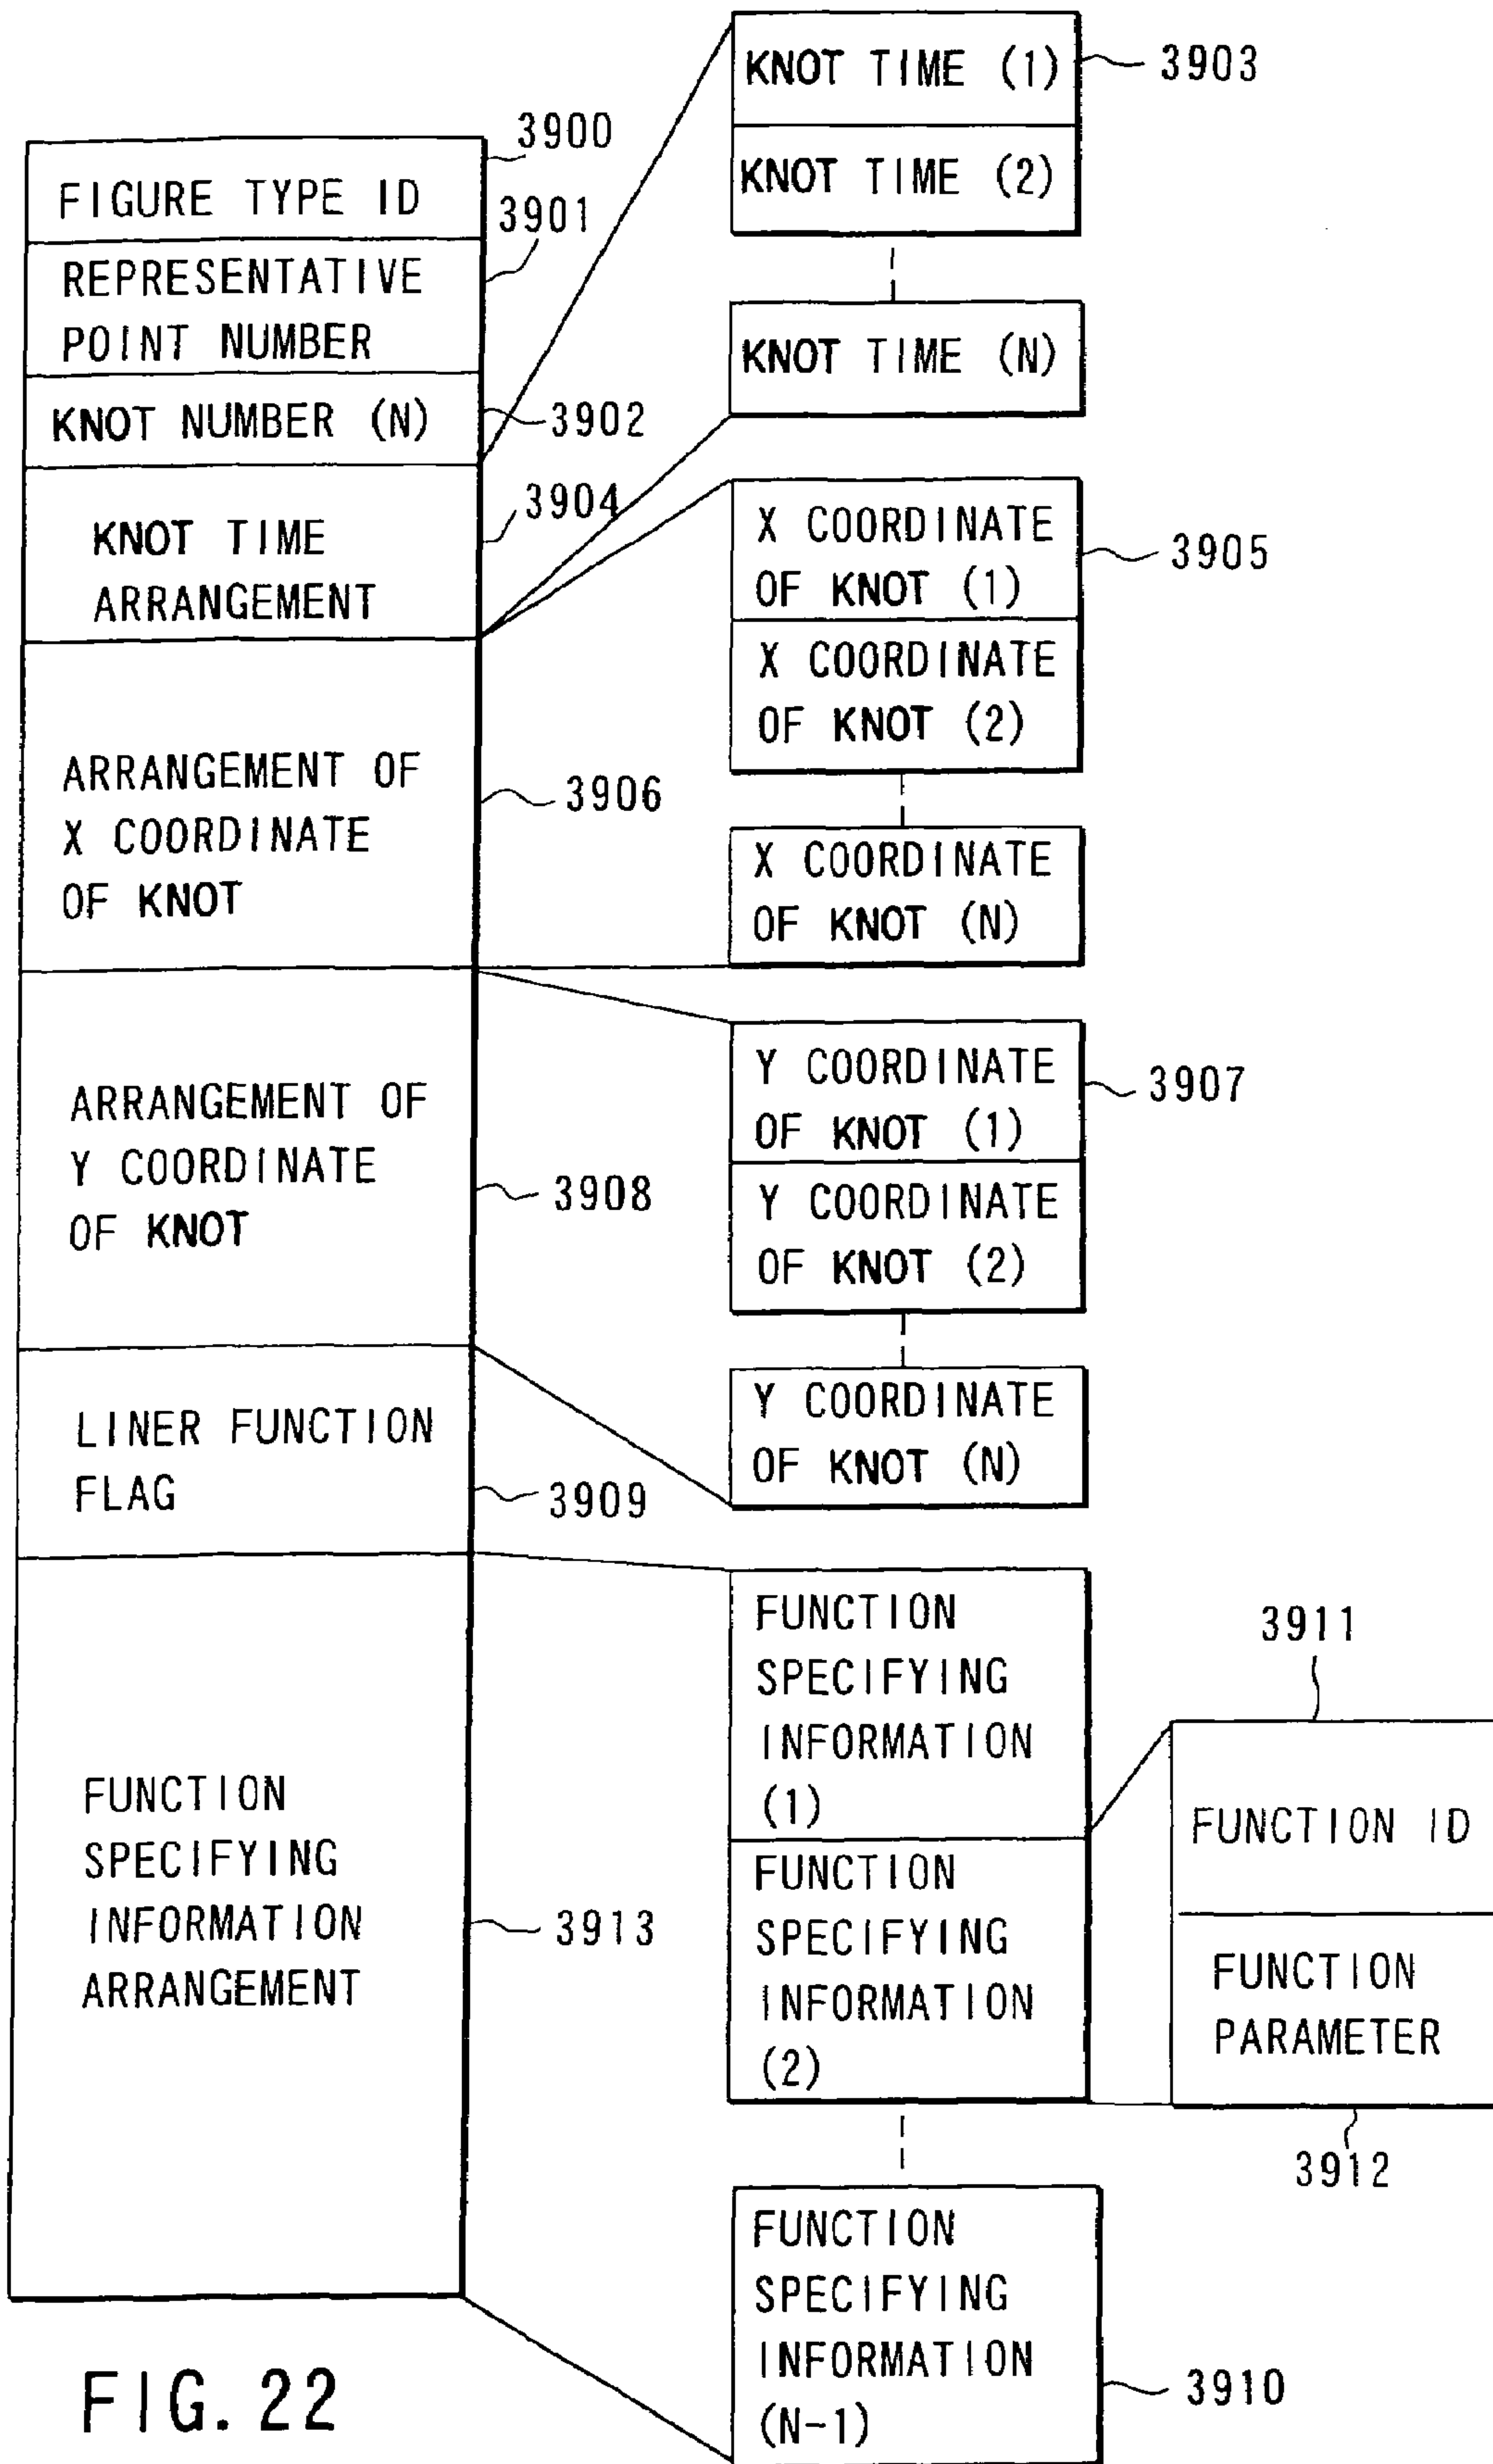 3900
FIGURE TYPE ID
3901
REPRESENTATIVE
POINT NUMBER
KNOT NUMBER (N)
3902
3904
KNOT TIME
ARRANGEMENT
ARRANGEMENT OF
X COORDINATE
OF KNOT
3906
ARRANGEMENT OF
Y COORDINATE
OF KNOT
3908
LINER FUNCTION
FLAG
3909
FUNCTION
SPECIFYING
INFORMATION
ARRANGEMENT
3913
KNOT TIME (1)
3903
KNOT TIME (2)
KNOT TIME (N)
X COORDINATE
OF KNOT (1)
3905
X COORDINATE
OF KNOT (2)
X COORDINATE
OF KNOT (N)
Y COORDINATE
OF KNOT (1)
3907
Y COORDINATE
OF KNOT (2)
Y COORDINATE
OF KNOT (N)
FUNCTION
SPECIFYING
INFORMATION
(1)
FUNCTION
SPECIFYING
INFORMATION
(2)
3911
FUNCTION ID
FUNCTION
PARAMETER
3912
FUNCTION
SPECIFYING
INFORMATION
(N-1)
3910
FIG. 22